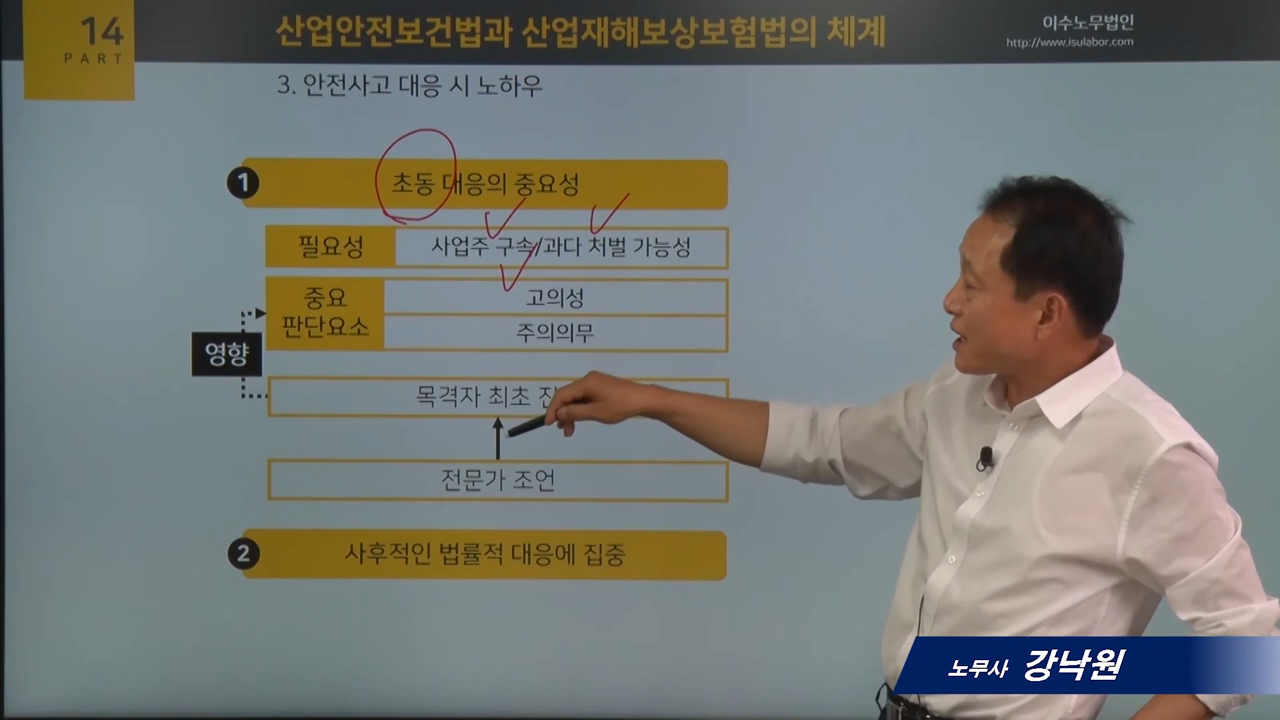 14
PART
산업안전보건법과 산업재해보상보험법의 체계
이수노무법인
http://www.isulabor.com
3. 안전사고 대응 시 노하우
1 초동 대응의 중요성
필요성 사업주 구속/과다 처벌 가능성
중요 판단요소
고의성
주의의무
영향
목격자 최초
전문가 조언
2 사후적인 법률적 대응에 집중
노무사 강낙원